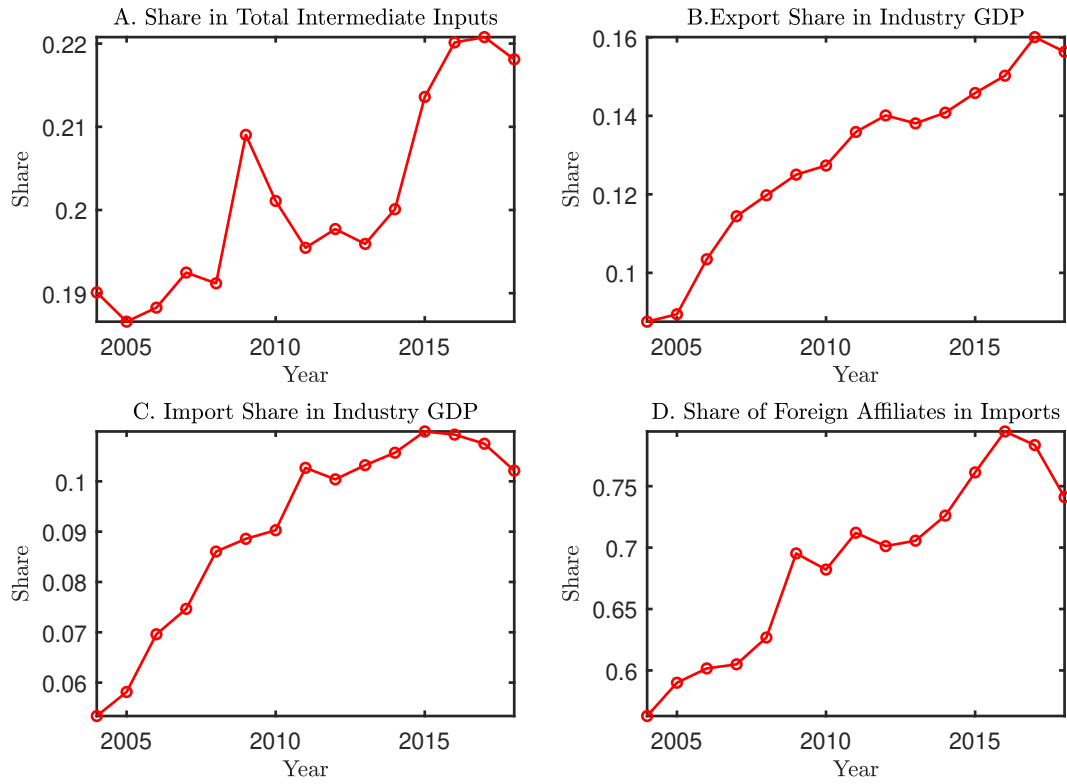 A. Share in Total Intermediate Inputs
0.22
0.21
0.2
0.19
Share
2005 2010 2015
Year
B.Export Share in Industry GDP
0.16
0.14
0.12
0.1
Share
2005 2010 2015
Year
C. Import Share in Industry GDP
0.1
0.09
0.08
0.07
0.06
Share
2005 2010 2015
Year
D. Share of Foreign Affiliates in Imports
0.75
0.7
0.65
0.6
Share
2005 2010 2015
Year